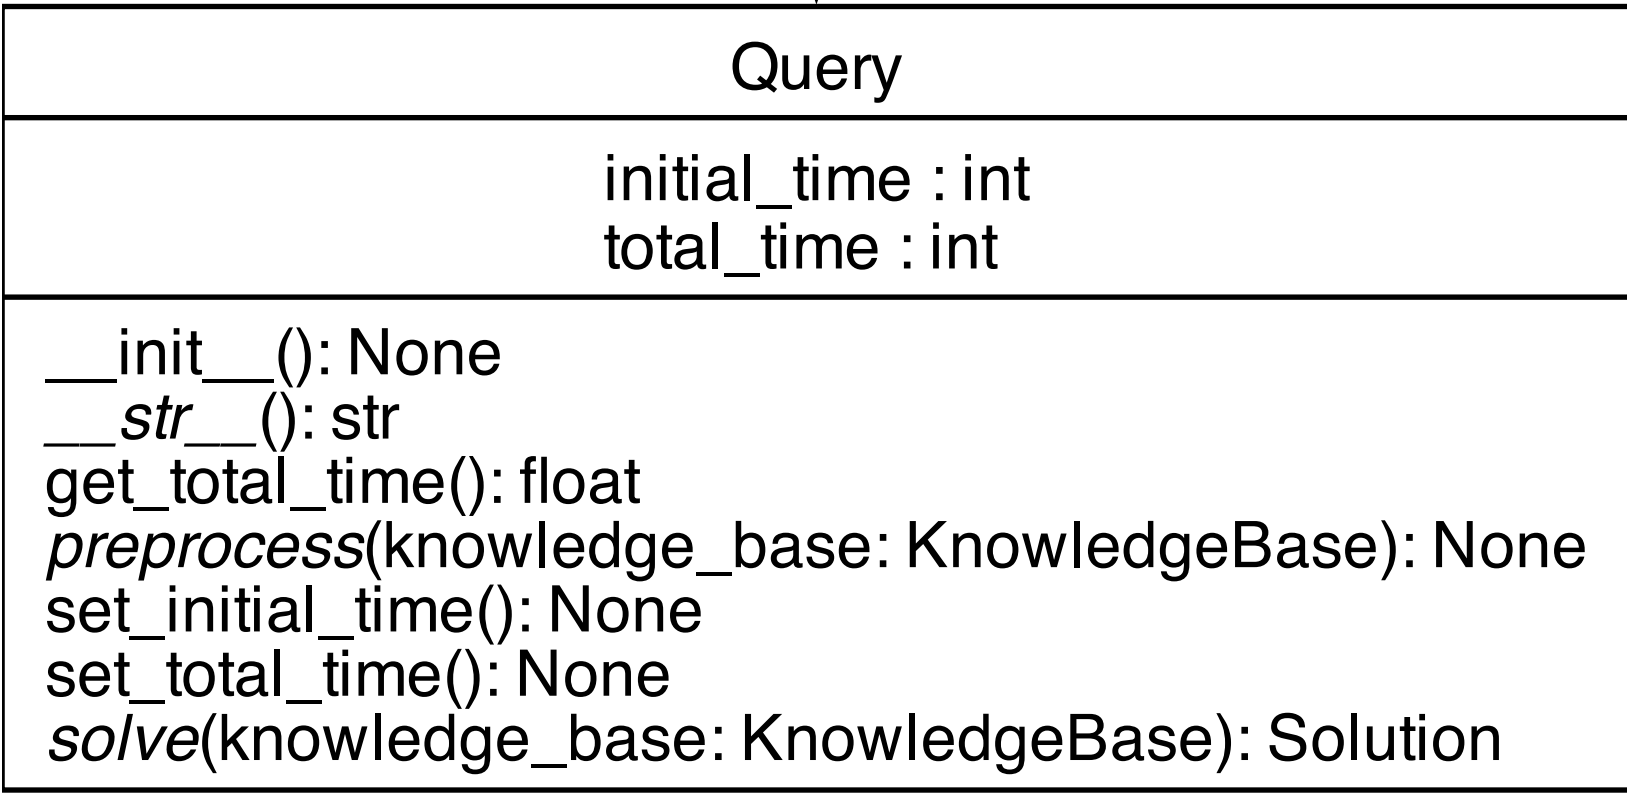 Query
initial_time : int
total_time : int
__init__(): None
__str__(): str
get_total_time(): float
preprocess(knowledge_base: KnowledgeBase): None
set_initial_time(): None
set_total_time(): None
solve(knowledge_base: KnowledgeBase): Solution